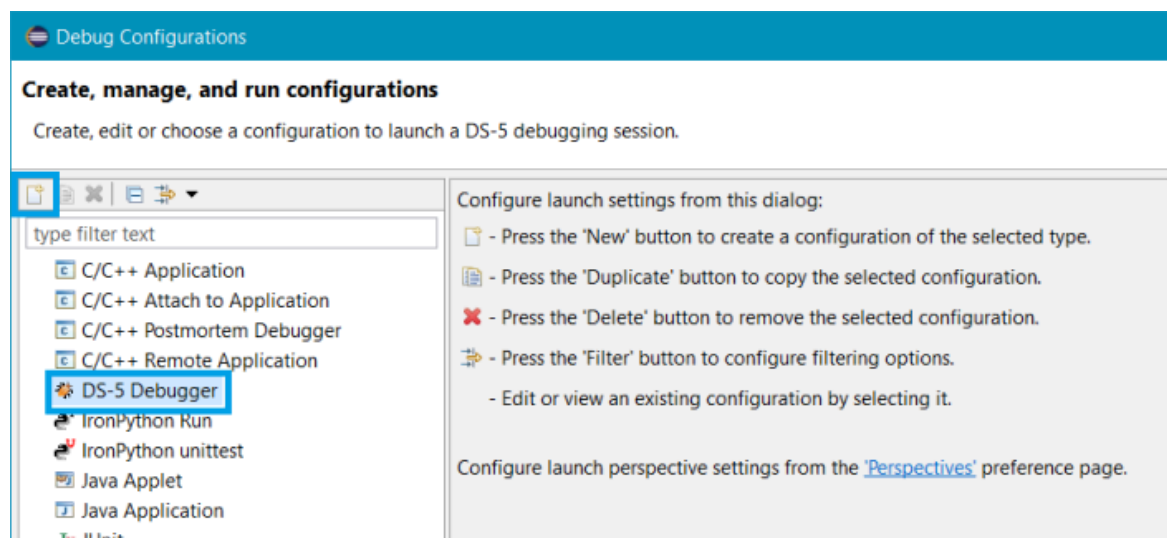 Debug Configurations
Create, manage, and run configurations
Create, edit or choose a configuration to launch a DS-5 debugging session.
type filter text
C/C++ Application
C/C++ Attach to Application
C/C++ Postmortem Debugger
C/C++ Remote Application
DS-5 Debugger
IronPython Run
IronPython unittest
Java Applet
Java Application
JUnit
Configure launch settings from this dialog:
- Press the 'New' button to create a configuration of the selected type.
- Press the 'Duplicate' button to copy the selected configuration.
- Press the 'Delete' button to remove the selected configuration.
- Press the 'Filter' button to configure filtering options.
- Edit or view an existing configuration by selecting it.
Configure launch perspective settings from the 'Perspectives' preference page.